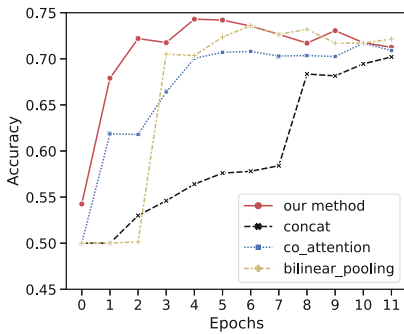 0.75
0.70
0.65
0.60
0.55
0.50
0.45
Accuracy
our method
concat
co_attention
bilinear_pooling
0 1 2 3 4 5 6 7 8 9 10 11
Epochs